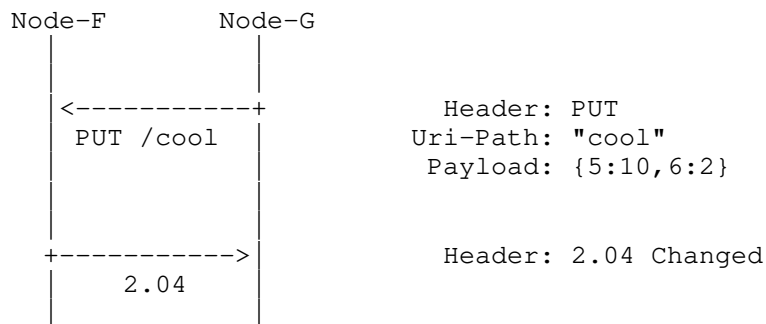 Node-F Node-G
<-----------+ Header: PUT
PUT /cool Uri-Path: "cool"
Payload: {5:10,6:2}
+-----------> Header: 2.04 Changed
2.04